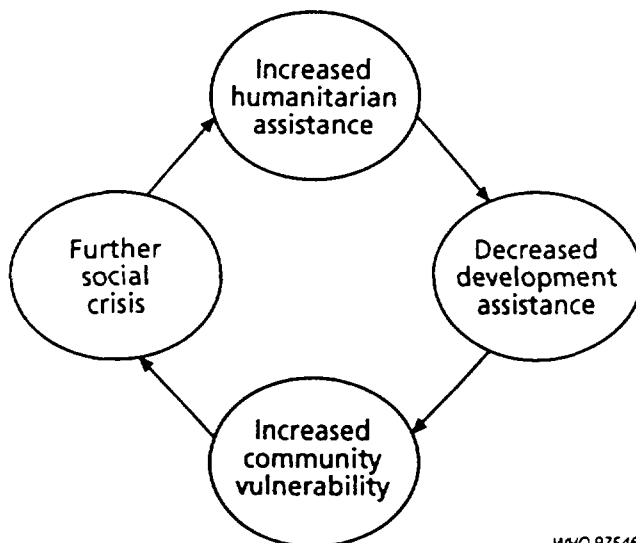 Increased
humanitarian
assistance
Decreased
development
assistance
Increased
community
vulnerability
Further
social
crisis